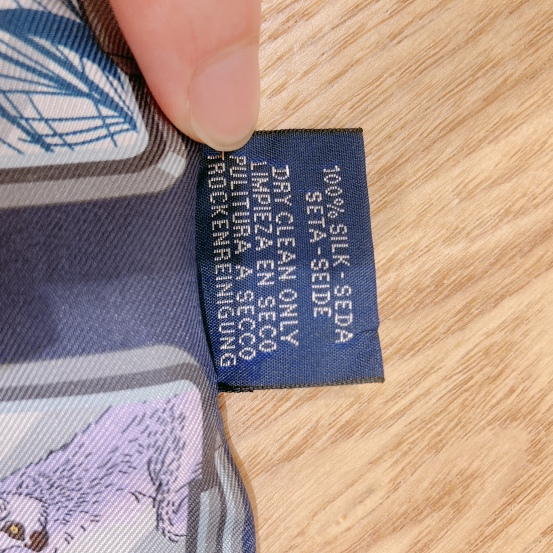 100% SILK - SEDA
SETA - SEIDE
DRY CLEAN ONLY
LIMPIEZA EN SECO
PULITURA A SECCO
TROCKENREINIGUNG